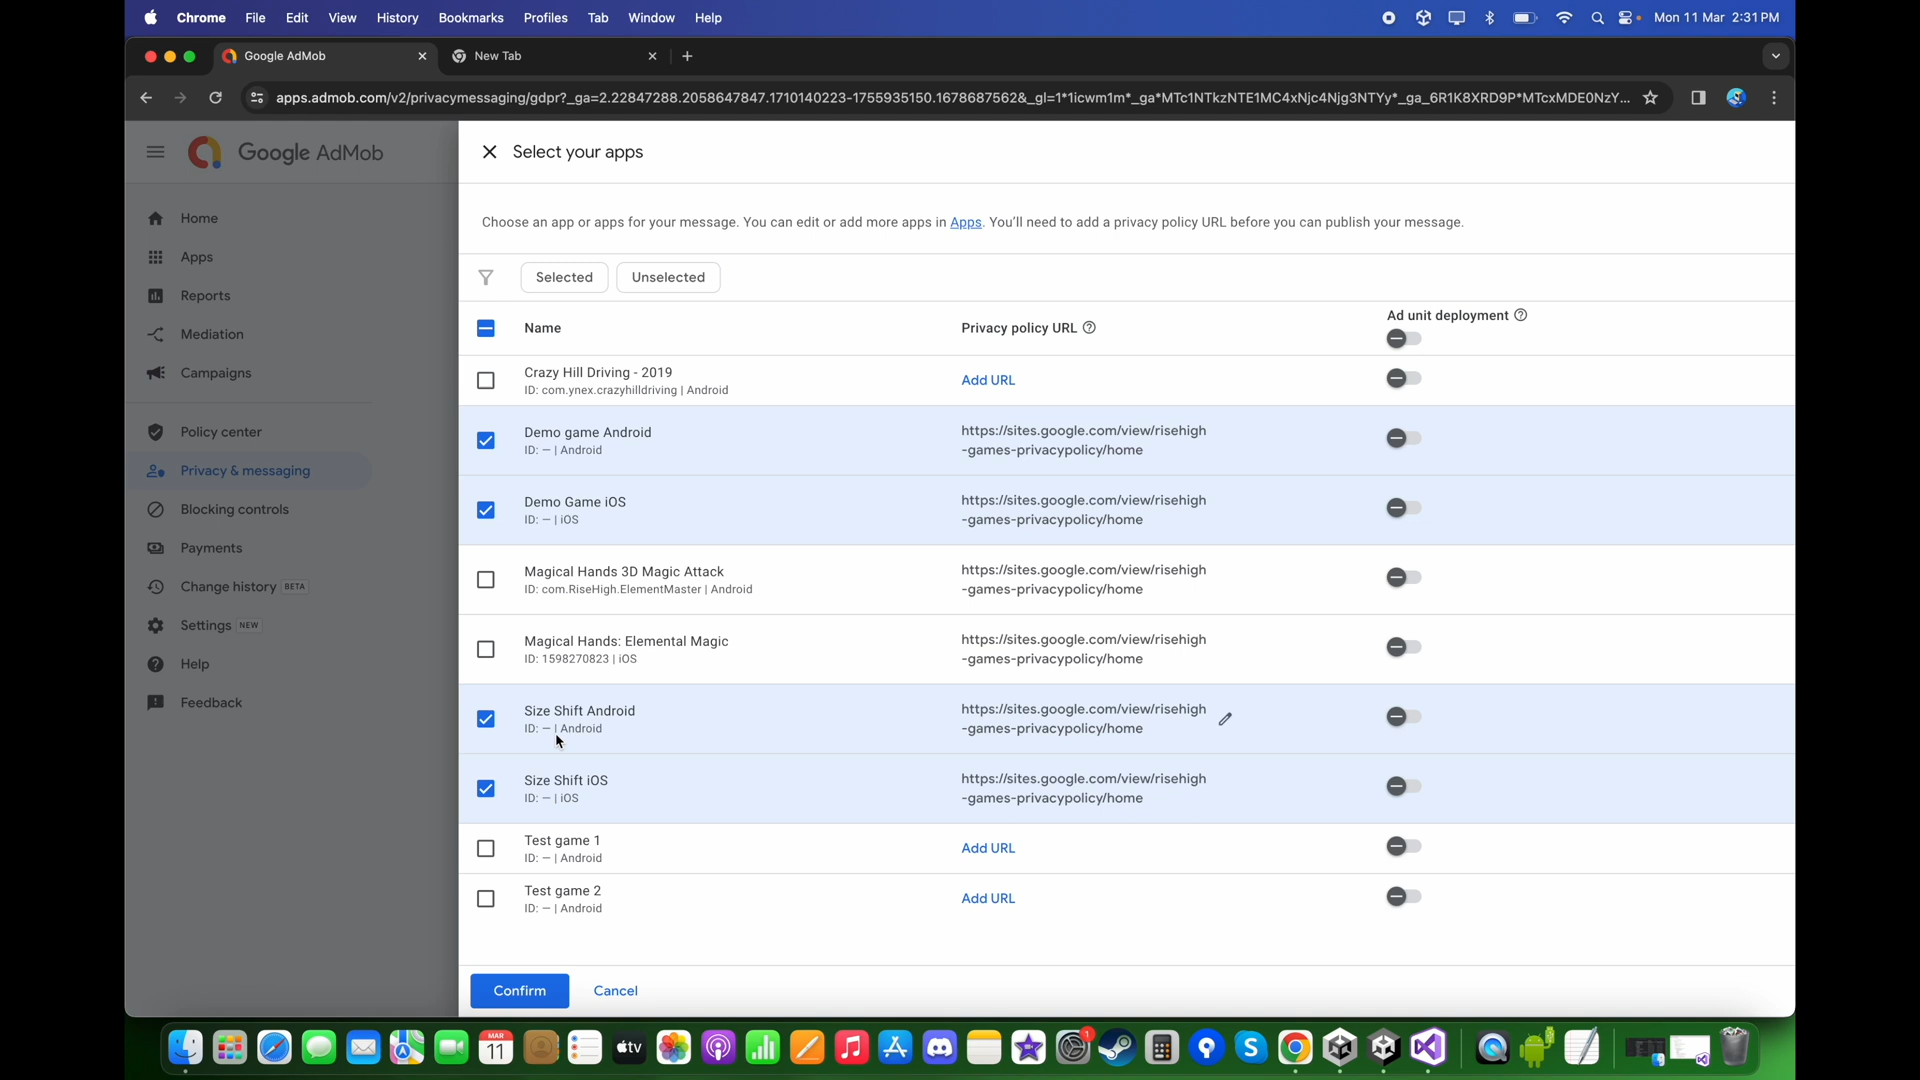 Chrome File Edit View History Bookmarks Profiles Tab Window Help Mon 11 Mar 2:31 PM
Google AdMob New Tab
apps.admob.com/v2/privacymessaging/gdpr?_ga=2.22847288.2058647847.1710140223-1755935150.1678687562&_gl=1*1icwm1m*_ga*MTc1NTkzNTE1MC4xNjc4Njg3NTYy*_ga_6R1K8XRD9P*MTcxMDE0NzY...
Google AdMob
Home
Apps
Reports
Mediation
Campaigns
Policy center
Privacy & messaging
Blocking controls
Payments
Change history BETA
Settings NEW
Help
Feedback
Select your apps
Choose an app or apps for your message. You can edit or add more apps in Apps. You'll need to add a privacy policy URL before you can publish your message.
Selected Unselected
Name Privacy policy URL Ad unit deployment
Crazy Hill Driving - 2019
ID: com.ynex.crazyhilldriving | Android
Add URL
Demo game Android
ID: – | Android
https://sites.google.com/view/risehigh
-games-privacypolicy/home
Demo Game iOS
ID: – | iOS
https://sites.google.com/view/risehigh
-games-privacypolicy/home
Magical Hands 3D Magic Attack
ID: com.RiseHigh.ElementMaster | Android
https://sites.google.com/view/risehigh
-games-privacypolicy/home
Magical Hands: Elemental Magic
ID: 1598270823 | iOS
https://sites.google.com/view/risehigh
-games-privacypolicy/home
Size Shift Android
ID: – | Android
https://sites.google.com/view/risehigh
-games-privacypolicy/home
Size Shift iOS
ID: – | iOS
https://sites.google.com/view/risehigh
-games-privacypolicy/home
Test game 1
ID: – | Android
Add URL
Test game 2
ID: – | Android
Add URL
Confirm Cancel
MAR
11
tv
1